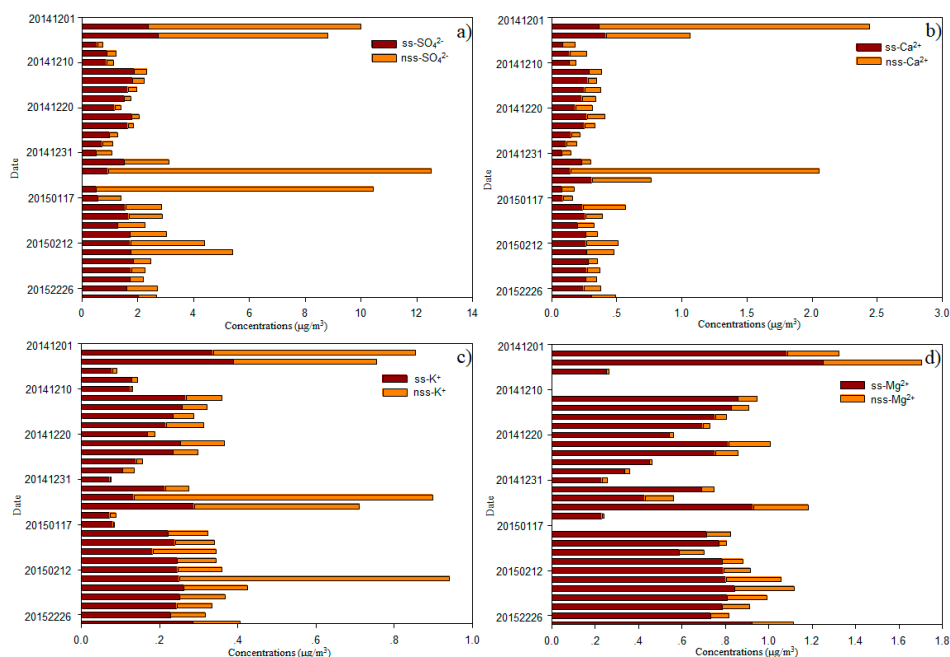 a)
ss-SO₄²⁻
nss-SO₄²⁻
20141201
20141210
20141220
20141231
20150117
20150212
20152226
Date
0 2 4 6 8 10 12 14
Concentrations (µg/m³)
b)
ss-Ca²⁺
nss-Ca²⁺
20141201
20141210
20141220
20141231
20150117
20150212
20152226
Date
0.0 .5 1.0 1.5 2.0 2.5 3.0
Concentrations (µg/m³)
c)
ss-K⁺
nss-K⁺
20141201
20141210
20141220
20141231
20150117
20150212
20152226
Date
0.0 .2 .4 .6 .8 1.0
Concentrations (µg/m³)
d)
ss-Mg²⁺
nss-Mg²⁺
20141201
20141210
20141220
20141231
20150117
20150212
20152226
Date
0.0 .2 .4 .6 .8 1.0 1.2 1.4 1.6 1.8
Concentrations (µg/m³)